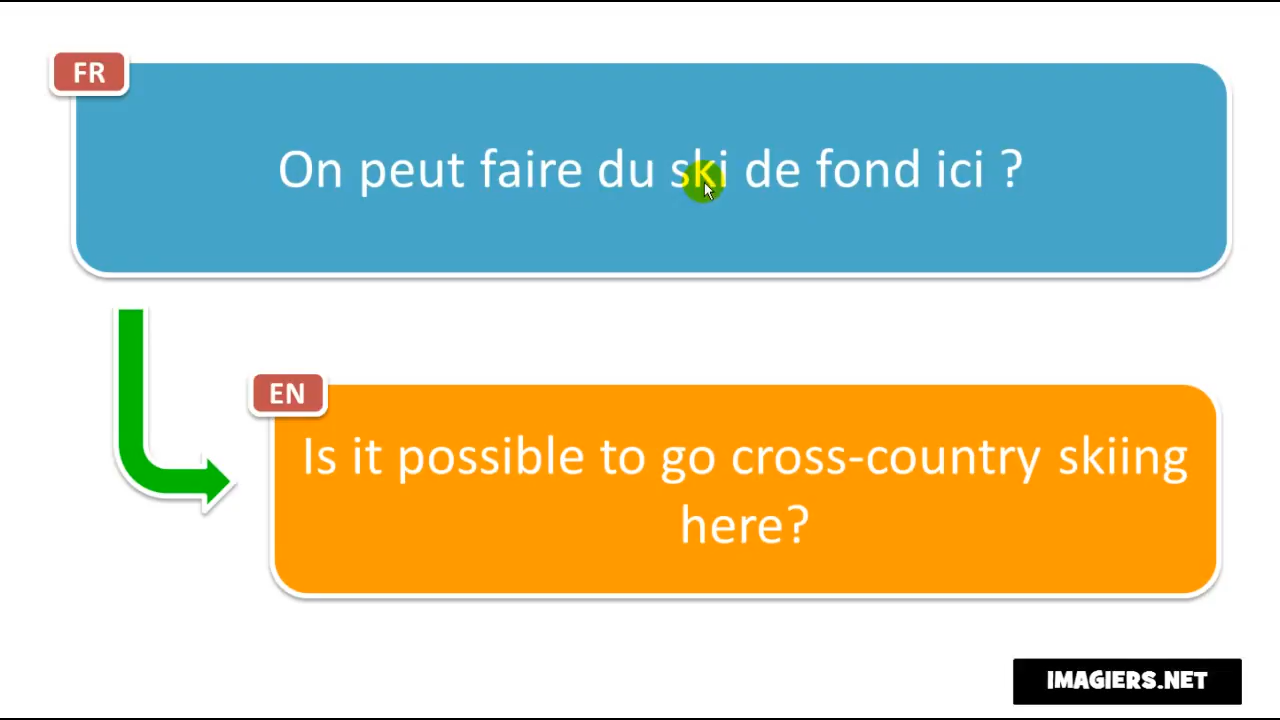 FR
On peut faire du ski de fond ici ?
EN
Is it possible to go cross-country skiing
here?
IMAGIERS.NET